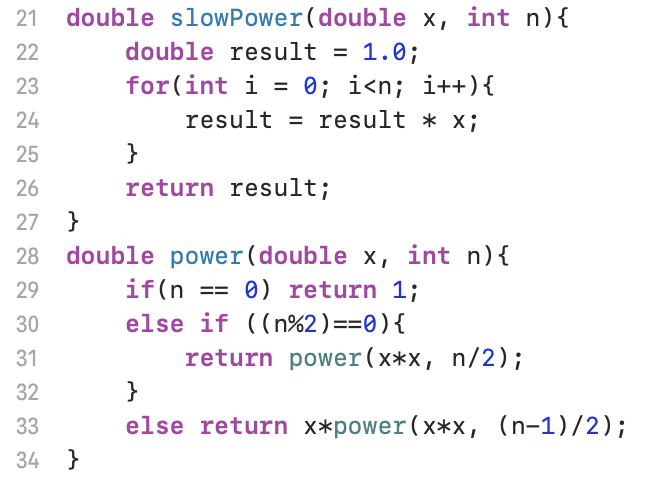 21 double slowPower(double x, int n){
22     double result = 1.0;
23     for(int i = 0; i<n; i++){
24         result = result * x;
25     }
26     return result;
27 }
28 double power(double x, int n){
29     if(n == 0) return 1;
30     else if ((n%2)==0){
31         return power(x*x, n/2);
32     }
33     else return x*power(x*x, (n-1)/2);
34 }